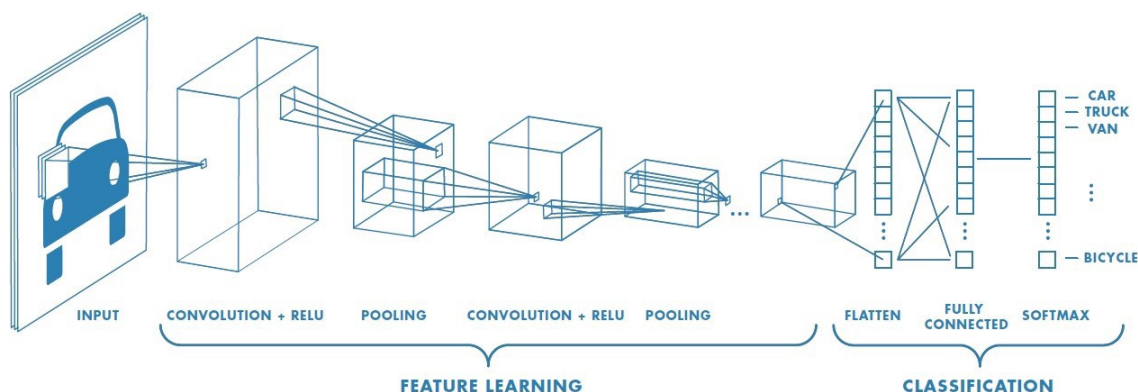 CAR
TRUCK
VAN
BICYCLE
INPUT
CONVOLUTION + RELU
POOLING
CONVOLUTION + RELU
POOLING
FLATTEN
FULLY
CONNECTED
SOFTMAX
FEATURE LEARNING
CLASSIFICATION